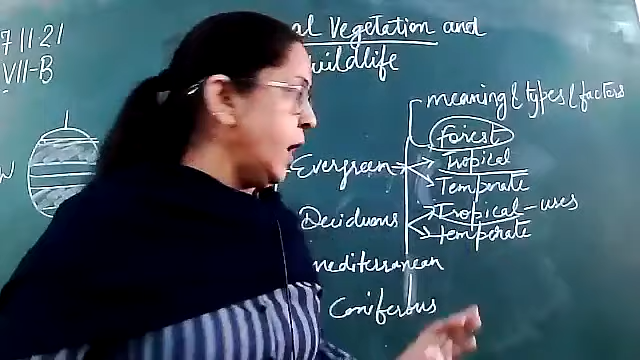 7 11 21
VII-B
al Vegetation and
wildlife
meaning & types & factors
forest
Evergreen
Tropical
Temperate
Deciduous
Tropical - uses
Temperate
mediterranean
Coniferous